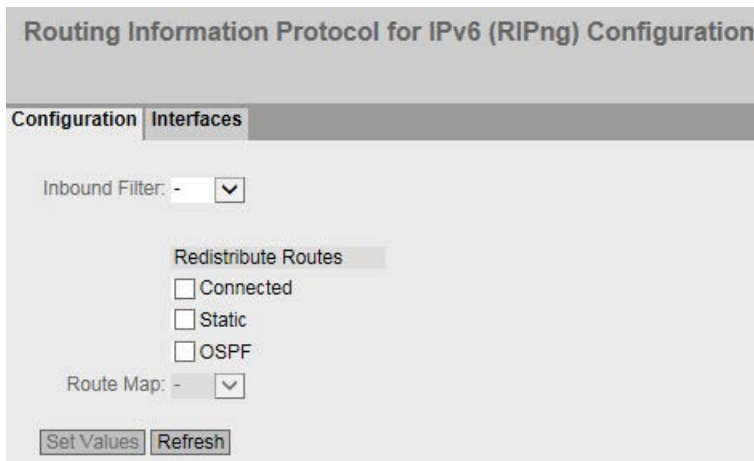 Routing Information Protocol for IPv6 (RIPng) Configuration
Configuration Interfaces
Inbound Filter: -
Redistribute Routes
Connected
Static
OSPF
Route Map: -
Set Values Refresh